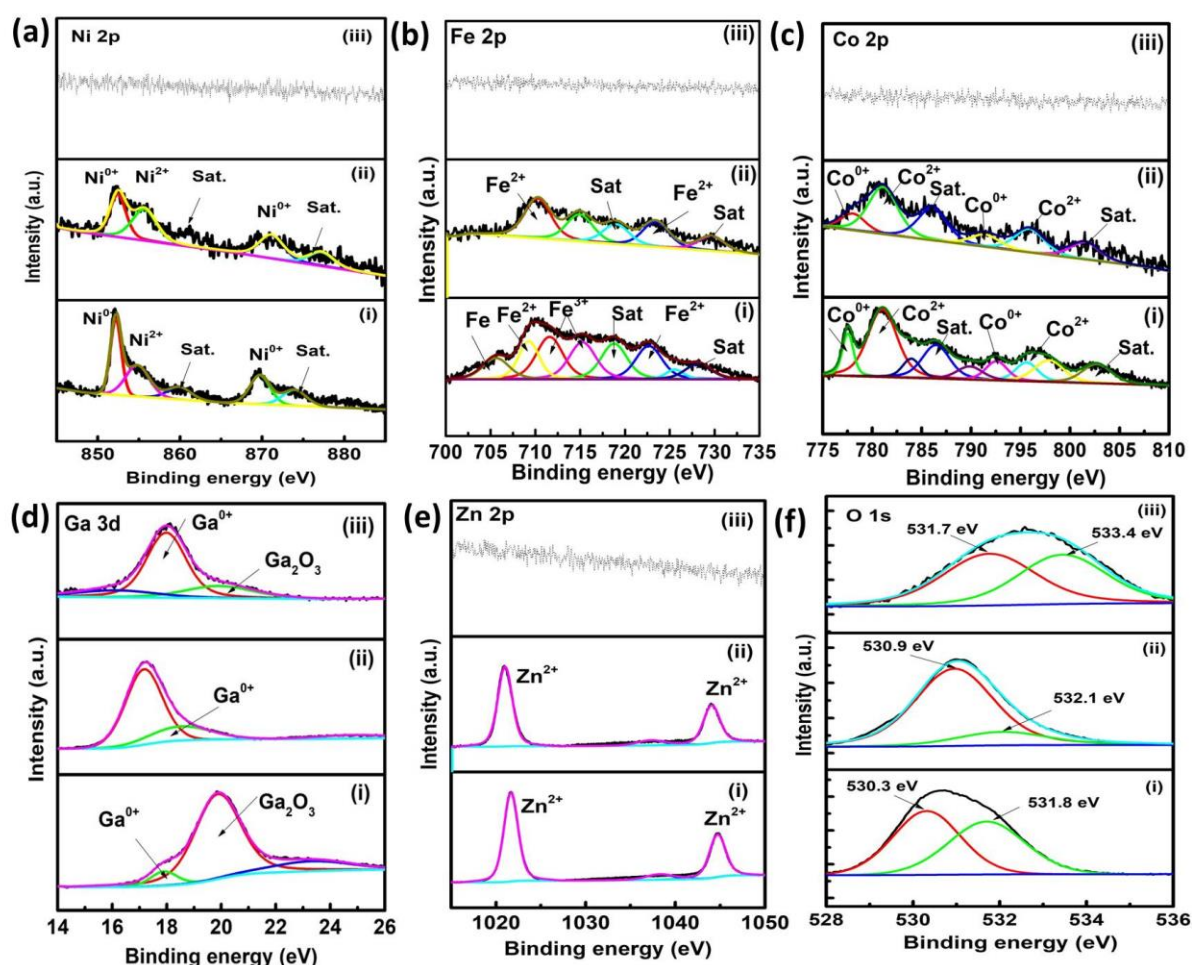 (a) Ni 2p (iii)
(ii)
Ni0+ Ni2+ Sat. Ni0+ Sat.
(i)
Ni0+ Ni2+ Sat. Ni0+ Sat.
Intensity (a.u.)
850 860 870 880
Binding energy (eV)
(b) Fe 2p (iii)
(ii)
Fe2+ Sat Fe2+ Sat
(i)
Fe Fe2+ Fe3+ Sat Fe2+ Sat
Intensity (a.u.)
700 705 710 715 720 725 730 735
Binding energy (eV)
(c) Co 2p (iii)
(ii)
Co0+ Co2+ Sat. Co0+ Co2+ Sat.
(i)
Co0+ Co2+ Sat. Co0+ Co2+ Sat.
Intensity (a.u.)
775 780 785 790 795 800 805 810
Binding energy (eV)
(d) Ga 3d (iii)
Ga0+
Ga2O3
(ii)
Ga0+
(i)
Ga0+ Ga2O3
Intensity (a.u.)
14 16 18 20 22 24 26
Binding energy (eV)
(e) Zn 2p (iii)
(ii)
Zn2+ Zn2+
(i)
Zn2+ Zn2+
Intensity (a.u.)
1020 1030 1040 1050
Binding energy (eV)
(f) O 1s (iii)
531.7 eV 533.4 eV
(ii)
530.9 eV
532.1 eV
(i)
530.3 eV
531.8 eV
Intensity (a.u.)
528 530 532 534 536
Binding energy (eV)